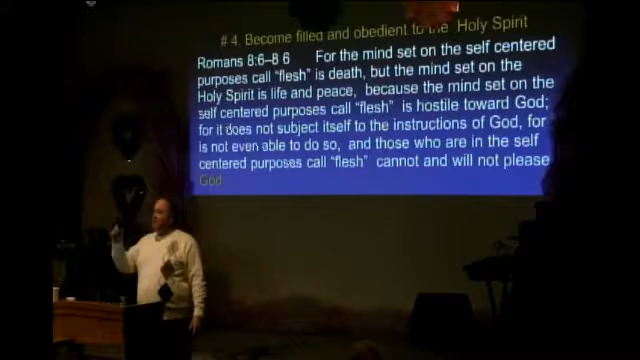 # 4. Become filled and obedient to the Holy Spirit
Romans 8:6–8 6 For the mind set on the self centered
purposes call "flesh" is death, but the mind set on the
Holy Spirit is life and peace, because the mind set on the
self centered purposes call "flesh" is hostile toward God;
for it does not subject itself to the instructions of God, for
is not even able to do so, and those who are in the self
centered purposes call "flesh" cannot and will not please
God